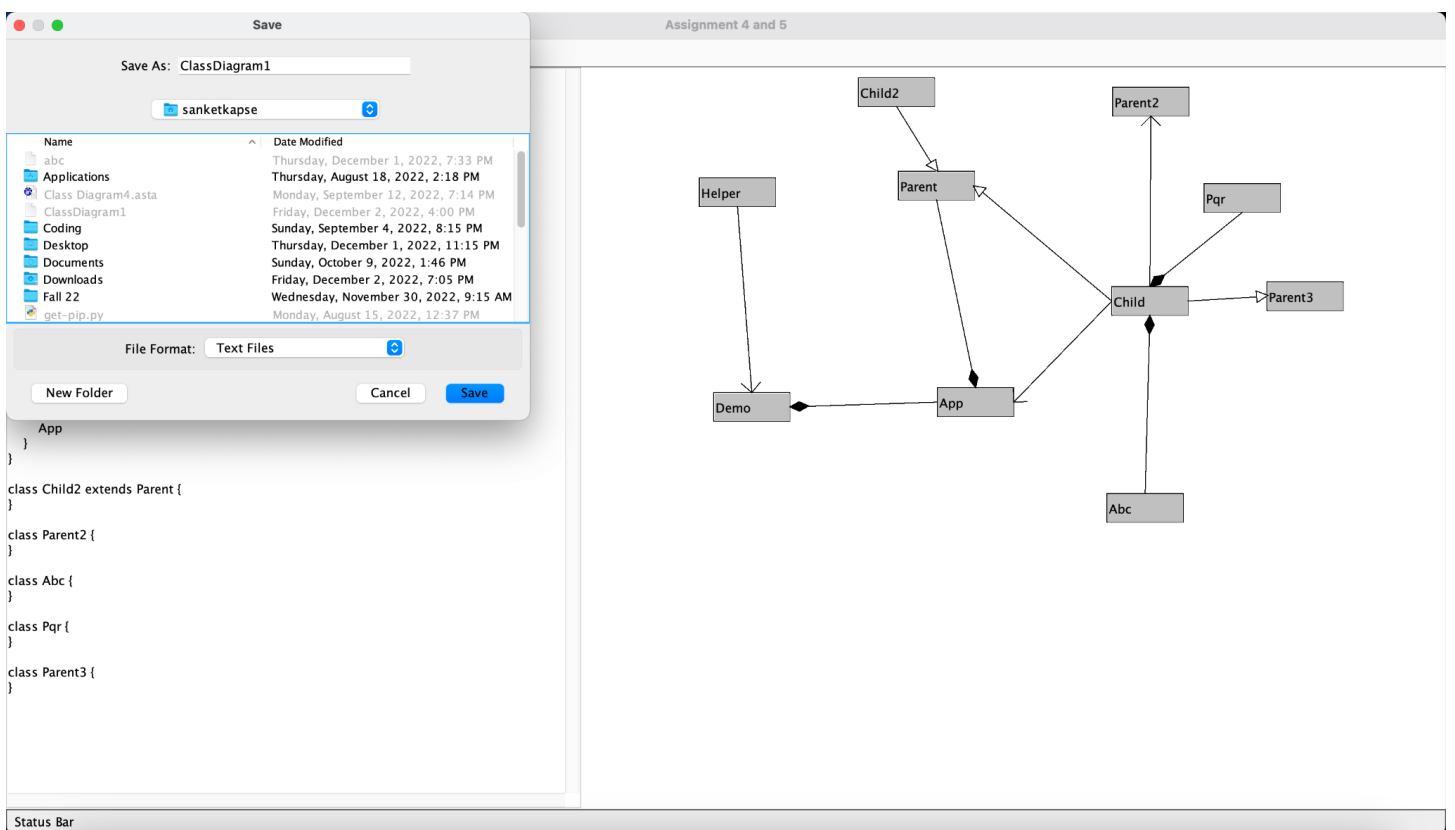 Save
Assignment 4 and 5
Save As: ClassDiagram1
sanketkapse
Name Date Modified
abc Thursday, December 1, 2022, 7:33 PM
Applications Thursday, August 18, 2022, 2:18 PM
Class Diagram4.asta Monday, September 12, 2022, 7:14 PM
ClassDiagram1 Friday, December 2, 2022, 4:00 PM
Coding Sunday, September 4, 2022, 8:15 PM
Desktop Thursday, December 1, 2022, 11:15 PM
Documents Sunday, October 9, 2022, 1:46 PM
Downloads Friday, December 2, 2022, 7:05 PM
Fall 22 Wednesday, November 30, 2022, 9:15 AM
get-pip.py Monday, August 15, 2022, 12:37 PM
File Format: Text Files
New Folder Cancel Save
App
}
}
class Child2 extends Parent {
}
class Parent2 {
}
class Abc {
}
class Pqr {
}
class Parent3 {
}
Child2
Parent2
Helper
Parent
Pqr
Child
Parent3
Demo
App
Abc
Status Bar